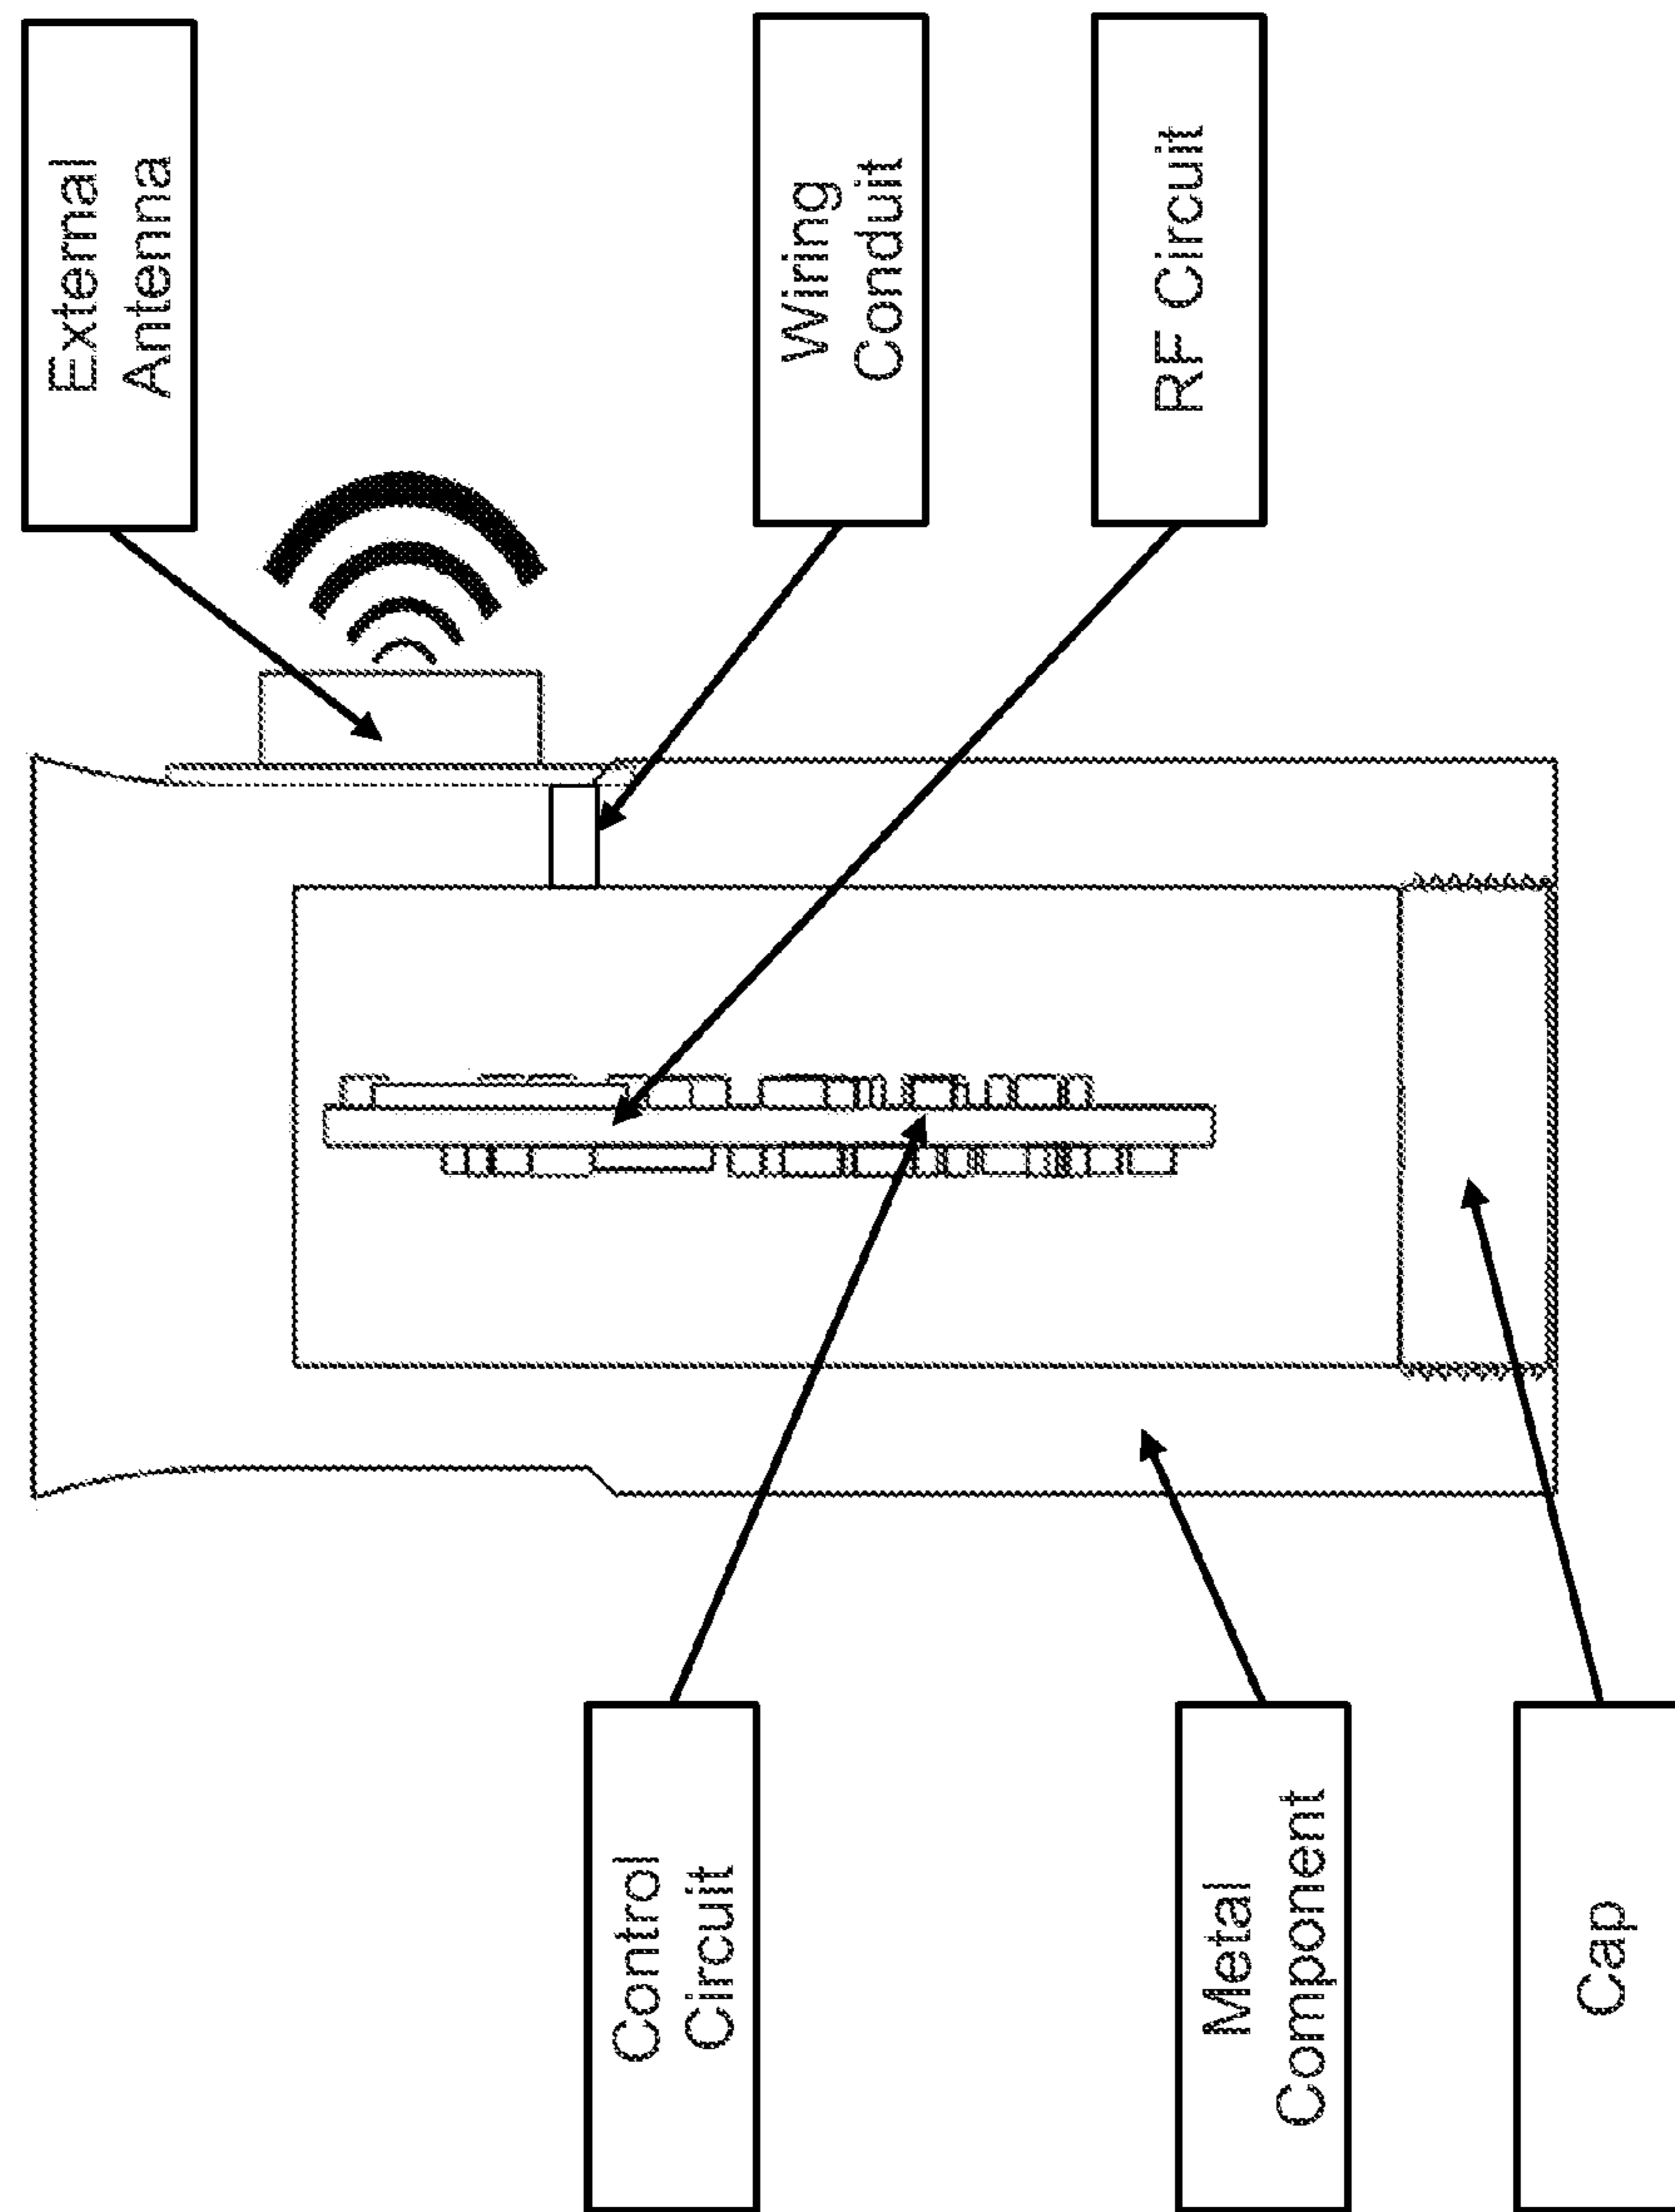 External
Antenna
Wiring
Conduit
RF Circuit
Control
Circuit
Metal
Component
Cap